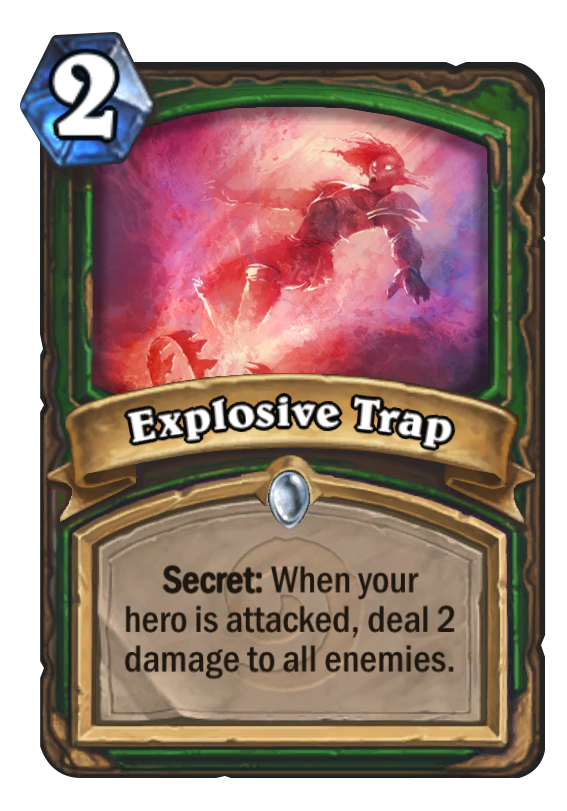 2
Explosive Trap
Secret: When your
hero is attacked, deal 2
damage to all enemies.